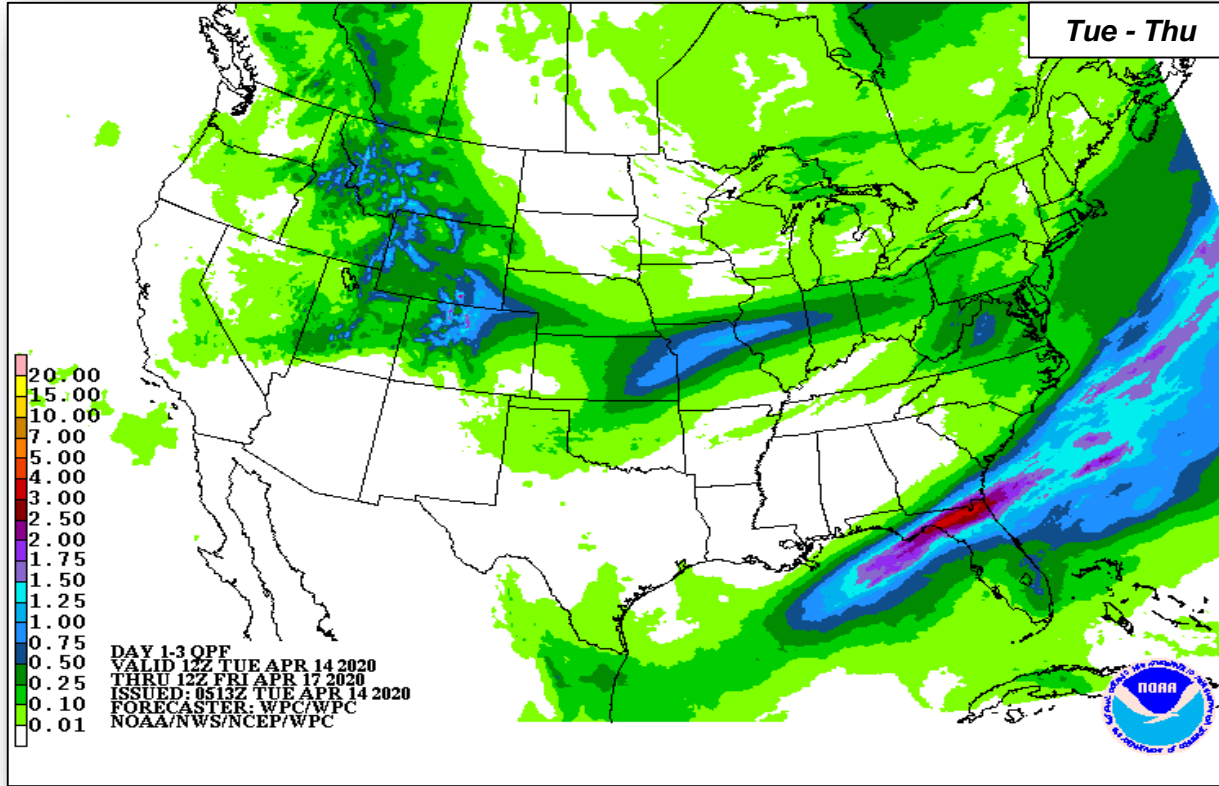 Tue - Thu
20.00
15.00
10.00
7.00
5.00
4.00
3.00
2.50
2.00
1.75
1.50
1.25
1.00
0.75
0.50
0.25
0.10
0.01
DAY 1-3 QPF
VALID 12Z TUE APR 14 2020
THRU 12Z FRI APR 17 2020
ISSUED: 0513Z TUE APR 14 2020
FORECASTER: WPC/WPC
NOAA/NWS/NCEP/WPC
NOAA